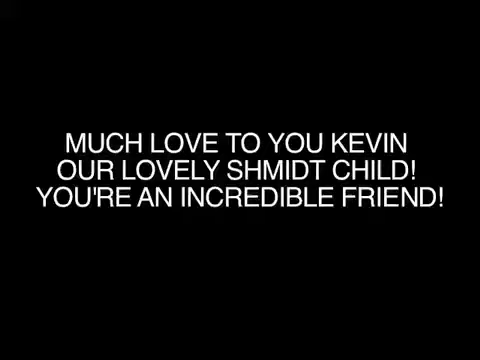 MUCH LOVE TO YOU KEVIN
OUR LOVELY SHMIDT CHILD!
YOU'RE AN INCREDIBLE FRIEND!